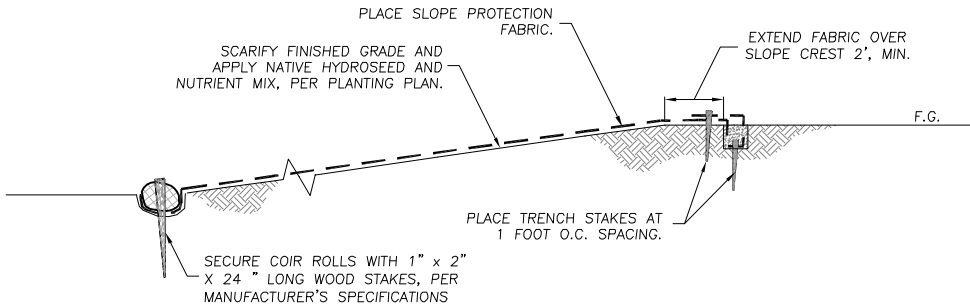 PLACE SLOPE PROTECTION
FABRIC.
EXTEND FABRIC OVER
SLOPE CREST 2', MIN.
SCARIFY FINISHED GRADE AND
APPLY NATIVE HYDROSEED AND
NUTRIENT MIX, PER PLANTING PLAN.
F.G.
PLACE TRENCH STAKES AT
1 FOOT O.C. SPACING.
SECURE COIR ROLLS WITH 1" x 2"
X 24 " LONG WOOD STAKES, PER
MANUFACTURER'S SPECIFICATIONS